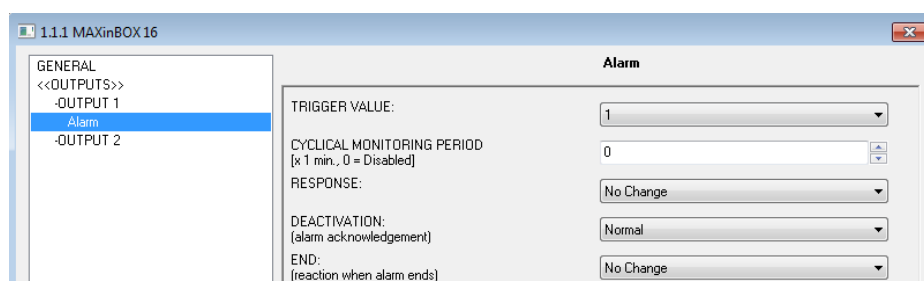 1.1.1 MAXinBOX 16
GENERAL
<<OUTPUTS>>
-OUTPUT 1
Alarm
-OUTPUT 2
Alarm
TRIGGER VALUE:
1
CYCLICAL MONITORING PERIOD
[x 1 min., 0 = Disabled]
0
RESPONSE:
No Change
DEACTIVATION:
(alarm acknowledgement)
Normal
END:
(reaction when alarm ends)
No Change